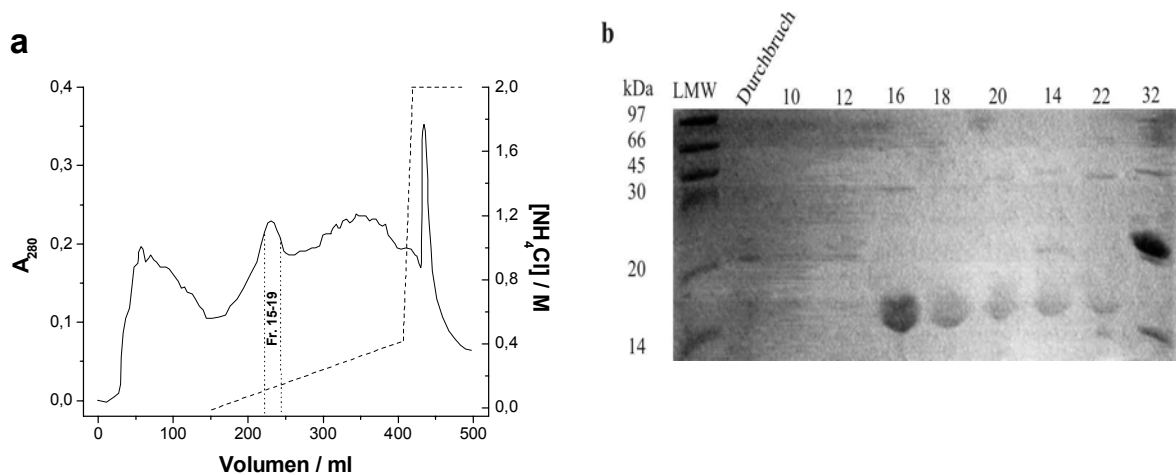 a
0,4
0,3
0,2
0,1
0,0
A280
0 100 200 300 400 500
Volumen / ml
2,0
1,6
1,2
0,8
0,4
0,0
[NH4Cl] / M
Fr. 15-19
b
kDa LMW Durchbruch 10 12 16 18 20 14 22 32
97
66
45
30
20
14